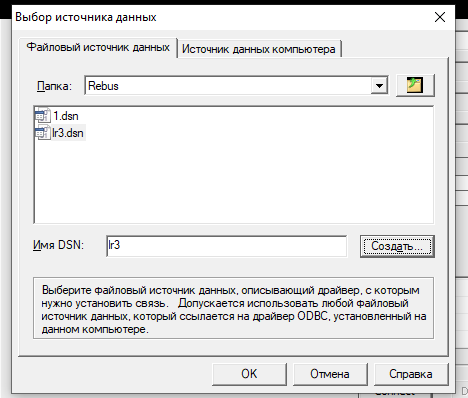 Выбор источника данных
Файловый источник данных
Источник данных компьютера
Папка:
Rebus
1.dsn
lr3.dsn
Имя DSN:
lr3
Создать...
Выберите файловый источник данных, описывающий драйвер, с которым
нужно установить связь. Допускается использовать любой файловый
источник данных, который ссылается на драйвер ODBC, установленный на
данном компьютере.
OK
Отмена
Справка